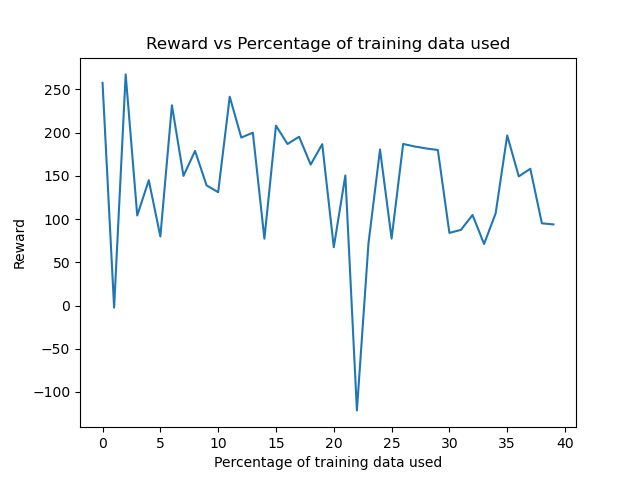 Reward vs Percentage of training data used
250
200
150
100
50
0
−50
−100
Reward
0 5 10 15 20 25 30 35 40
Percentage of training data used